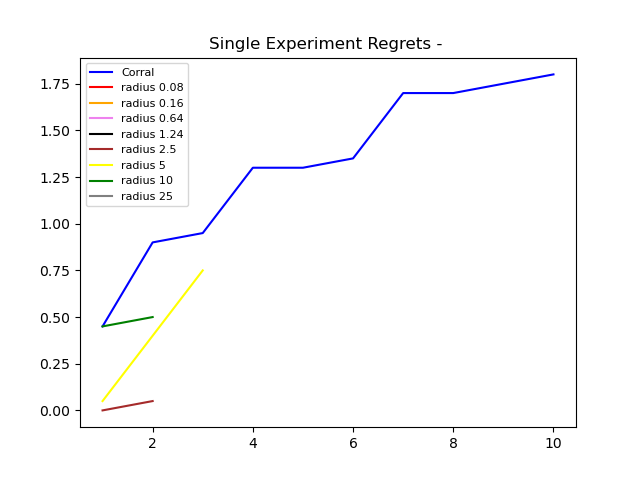 Single Experiment Regrets -
Corral
radius 0.08
radius 0.16
radius 0.64
radius 1.24
radius 2.5
radius 5
radius 10
radius 25
1.75
1.50
1.25
1.00
0.75
0.50
0.25
0.00
2 4 6 8 10